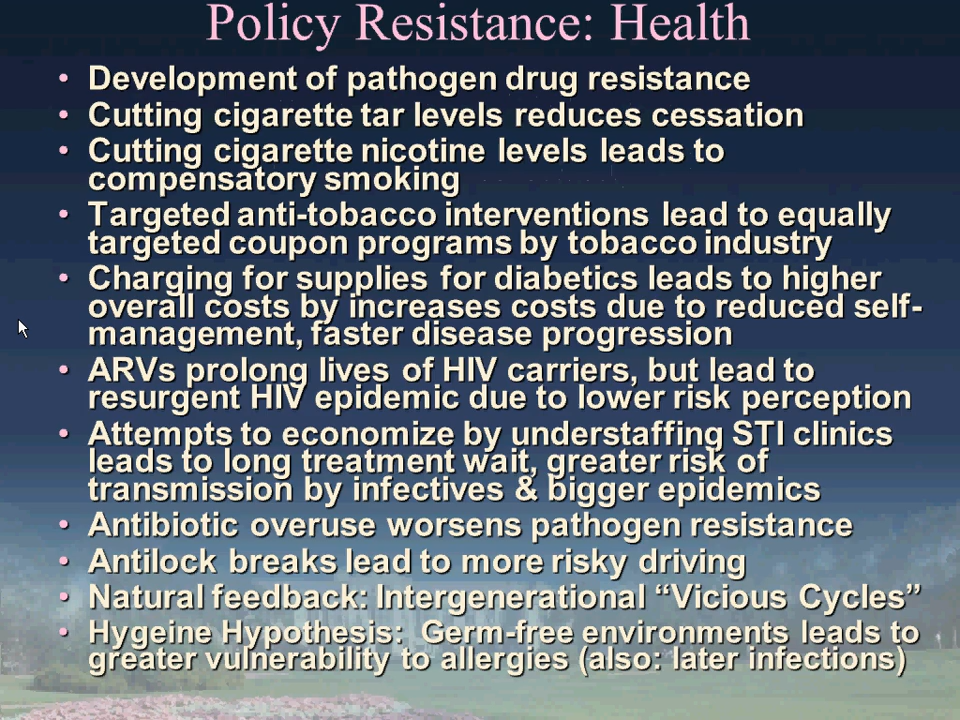 Policy Resistance: Health
• Development of pathogen drug resistance
• Cutting cigarette tar levels reduces cessation
• Cutting cigarette nicotine levels leads to
compensatory smoking
• Targeted anti-tobacco interventions lead to equally
targeted coupon programs by tobacco industry
• Charging for supplies for diabetics leads to higher
overall costs by increases costs due to reduced self-
management, faster disease progression
• ARVs prolong lives of HIV carriers, but lead to
resurgent HIV epidemic due to lower risk perception
• Attempts to economize by understaffing STI clinics
leads to long treatment wait, greater risk of
transmission by infectives & bigger epidemics
• Antibiotic overuse worsens pathogen resistance
• Antilock breaks lead to more risky driving
• Natural feedback: Intergenerational “Vicious Cycles”
• Hygeine Hypothesis:  Germ-free environments leads to
greater vulnerability to allergies (also: later infections)